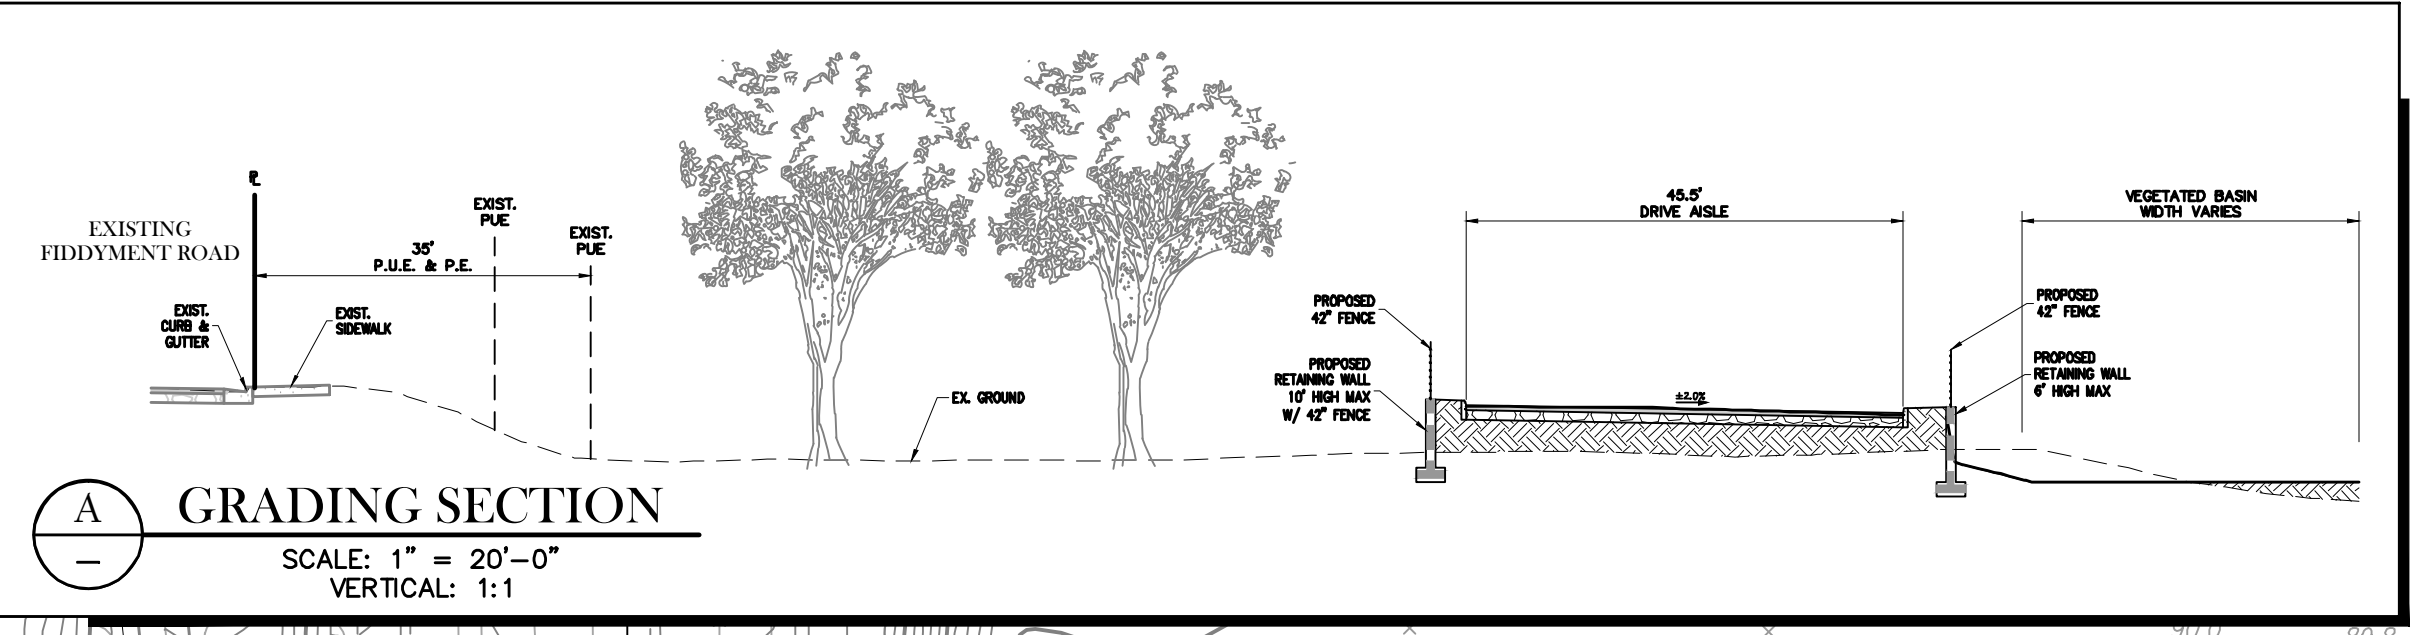 EXISTING
FIDDYMENT ROAD
℄
35'
P.U.E. & P.E.
EXIST.
PUE
EXIST.
PUE
EXIST.
CURB &
GUTTER
EXIST.
SIDEWALK
EX. GROUND
PROPOSED
42" FENCE
PROPOSED
RETAINING WALL
10' HIGH MAX
W/ 42" FENCE
45.5'
DRIVE AISLE
±2.0%
VEGETATED BASIN
WIDTH VARIES
PROPOSED
42" FENCE
PROPOSED
RETAINING WALL
6' HIGH MAX
A
–
GRADING SECTION
SCALE: 1" = 20'-0"
VERTICAL: 1:1